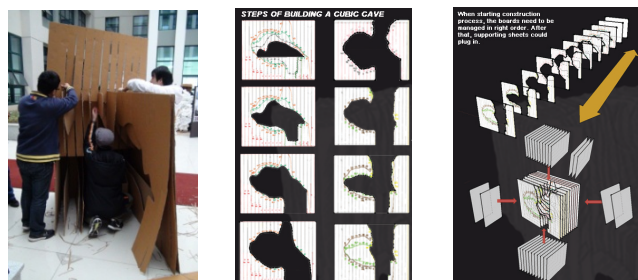 STEPS OF BUILDING A CUBIC CAVE
When starting construction
process, the boards need to be
managed in right order. After
that, supporting sheets could
plug in.